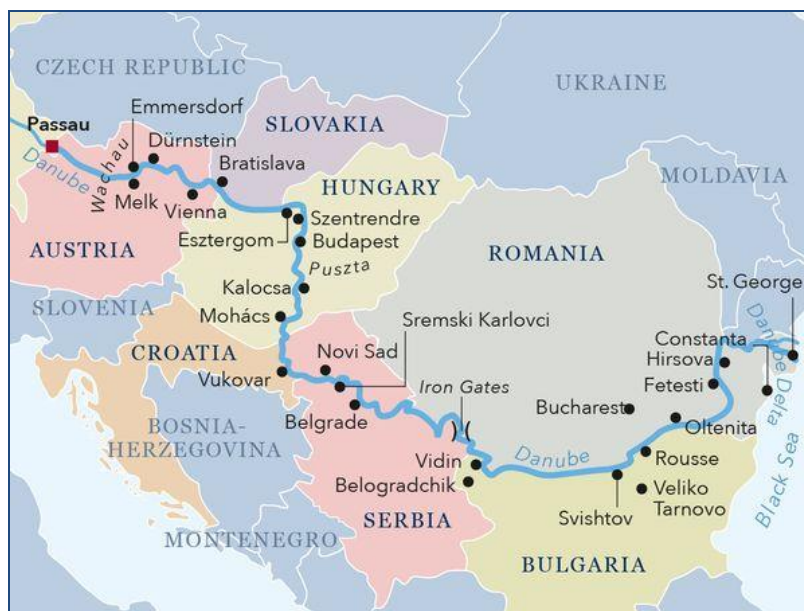 CZECH REPUBLIC
UKRAINE
Emmersdorf
Passau
Dürnstein
SLOVAKIA
Danube
Wachau
Bratislava
MOLDAVIA
Melk
Vienna
HUNGARY
Esztergom
Szentrendre
Budapest
AUSTRIA
Puszta
ROMANIA
St. George
SLOVENIA
Kalocsa
Mohács
Sremski Karlovci
Constanta
Danube Delta
CROATIA
Novi Sad
Hirsova
Vukovar
Iron Gates
Fetesti
BOSNIA-
HERZEGOVINA
Belgrade
Bucharest
Oltenita
Black Sea
Vidin
Danube
Rousse
Belogradchik
Veliko
Tarnovo
SERBIA
Svishtov
MONTENEGRO
BULGARIA